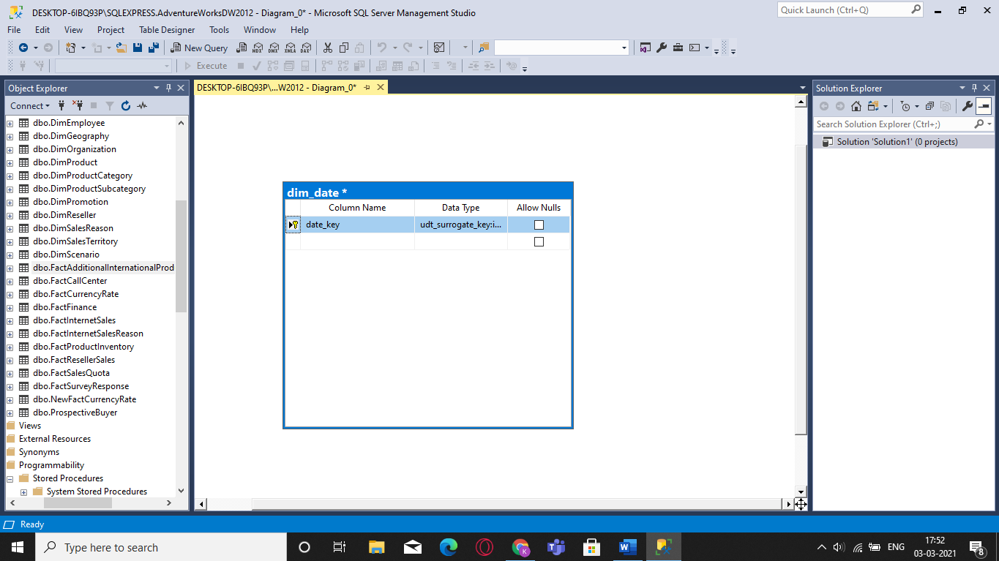 DESKTOP-6IBQ93P\SQLEXPRESS.AdventureWorksDW2012 - Diagram_0* - Microsoft SQL Server Management Studio
Quick Launch (Ctrl+Q)
File Edit View Project Table Designer Tools Window Help
New Query MDX DMX XMLA DAX
Execute
Object Explorer
DESKTOP-6IBQ93P\...W2012 - Diagram_0*
Solution Explorer
Connect
Search Solution Explorer (Ctrl+;)
Solution 'Solution1' (0 projects)
dbo.DimEmployee
dbo.DimGeography
dbo.DimOrganization
dbo.DimProduct
dbo.DimProductCategory
dbo.DimProductSubcategory
dbo.DimPromotion
dbo.DimReseller
dbo.DimSalesReason
dbo.DimSalesTerritory
dbo.DimScenario
dbo.FactAdditionalInternationalProd
dbo.FactCallCenter
dbo.FactCurrencyRate
dbo.FactFinance
dbo.FactInternetSales
dbo.FactInternetSalesReason
dbo.FactProductInventory
dbo.FactResellerSales
dbo.FactSalesQuota
dbo.FactSurveyResponse
dbo.NewFactCurrencyRate
dbo.ProspectiveBuyer
Views
External Resources
Synonyms
Programmability
Stored Procedures
System Stored Procedures
dim_date *
Column Name Data Type Allow Nulls
date_key udt_surrogate_key:i...
Ready
Type here to search
K
ENG
17:52
03-03-2021
8